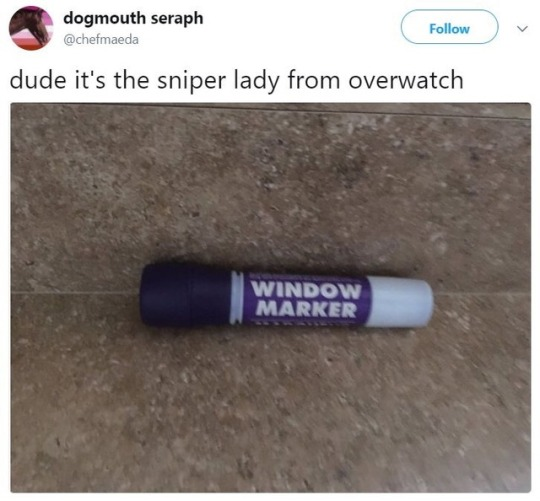 dogmouth seraph
@chefmaeda
Follow
dude it's the sniper lady from overwatch
WINDOW
MARKER